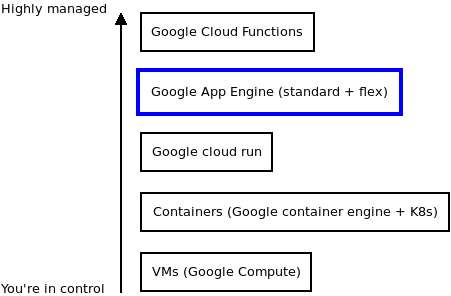 Highly managed
Google Cloud Functions
Google App Engine (standard + flex)
Google cloud run
Containers (Google container engine + K8s)
VMs (Google Compute)
You're in control